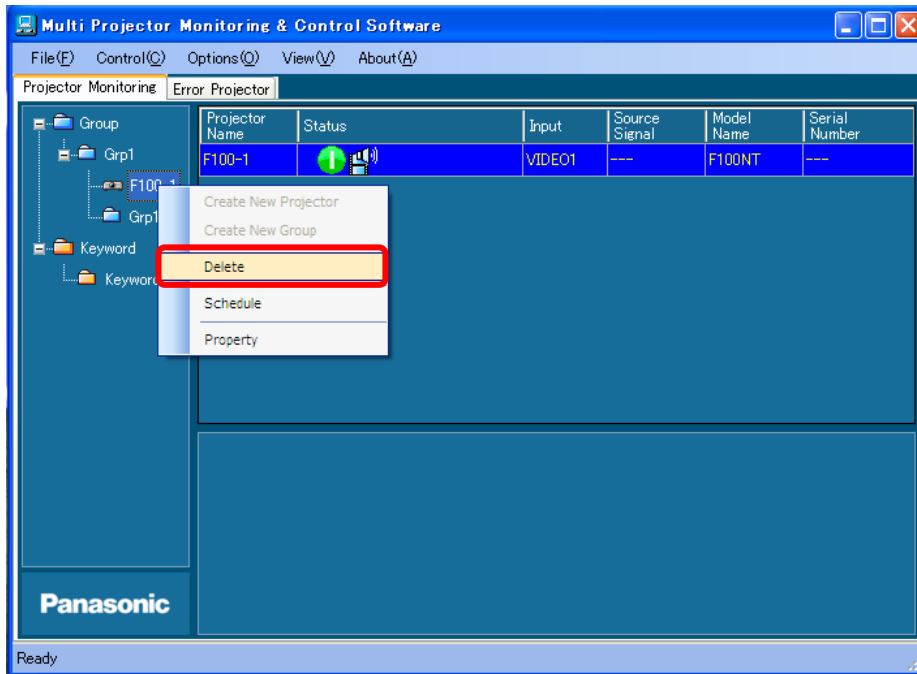 Multi Projector Monitoring & Control Software
File(F) Control(C) Options(O) View(V) About(A)
Projector Monitoring Error Projector
Group
Grp1
F100-1
Grp1
Keyword
Keyword
Projector Name Status Input Source Signal Model Name Serial Number
F100-1 VIDEO1 --- F100NT ---
Create New Projector
Create New Group
Delete
Schedule
Property
Panasonic
Ready